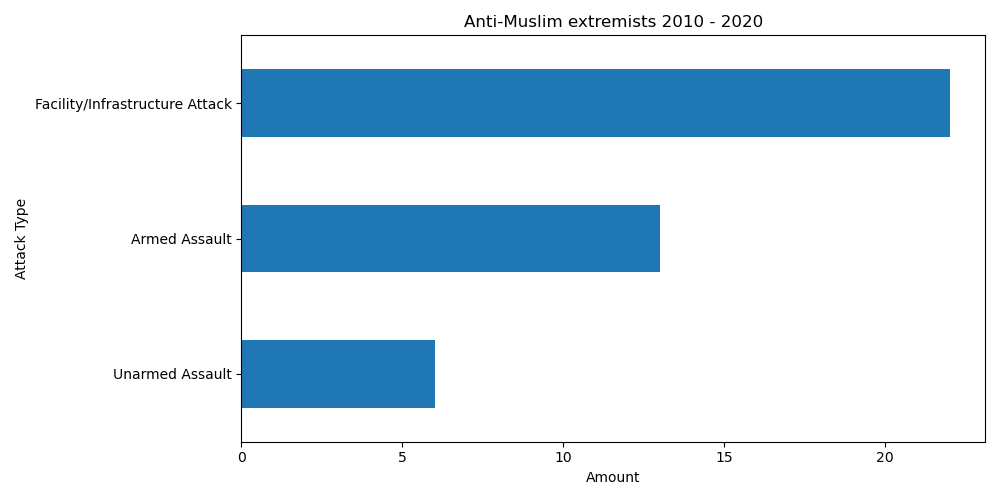 Anti-Muslim extremists 2010 - 2020
Attack Type
Facility/Infrastructure Attack
Armed Assault
Unarmed Assault
0 5 10 15 20
Amount